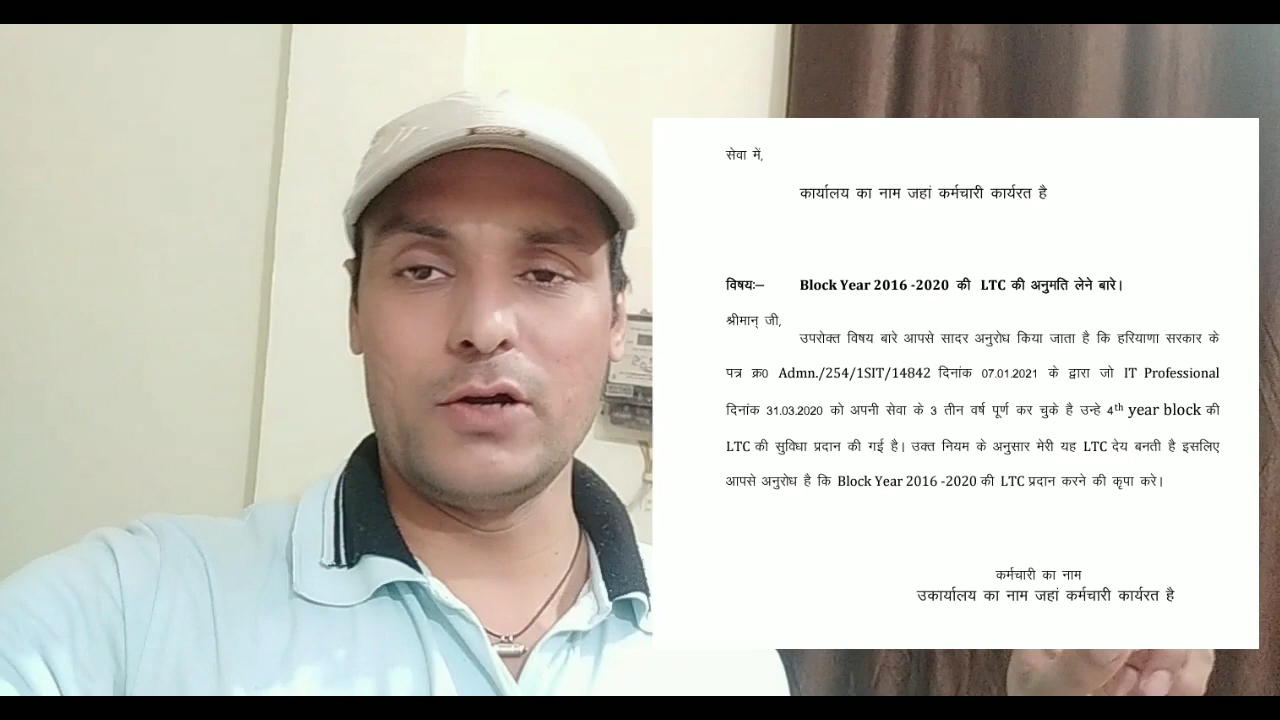 सेवा में,
कार्यालय का नाम जहां कर्मचारी कार्यरत है
विषयः– Block Year 2016 -2020 की LTC की अनुमति लेने बारे।
श्रीमान् जी,
उपरोक्त विषय बारे आपसे सादर अनुरोध किया जाता है कि हरियाणा सरकार के
पत्र क्र0 Admn./254/1SIT/14842 दिनांक 07.01.2021 के द्वारा जो IT Professional
दिनांक 31.03.2020 को अपनी सेवा के 3 तीन वर्ष पूर्ण कर चुके है उन्हे 4th year block की
LTC की सुविधा प्रदान की गई है। उक्त नियम के अनुसार मेरी यह LTC देय बनती है इसलिए
आपसे अनुरोध है कि Block Year 2016 -2020 की LTC प्रदान करने की कृपा करे।
कर्मचारी का नाम
उकार्यालय का नाम जहां कर्मचारी कार्यरत है